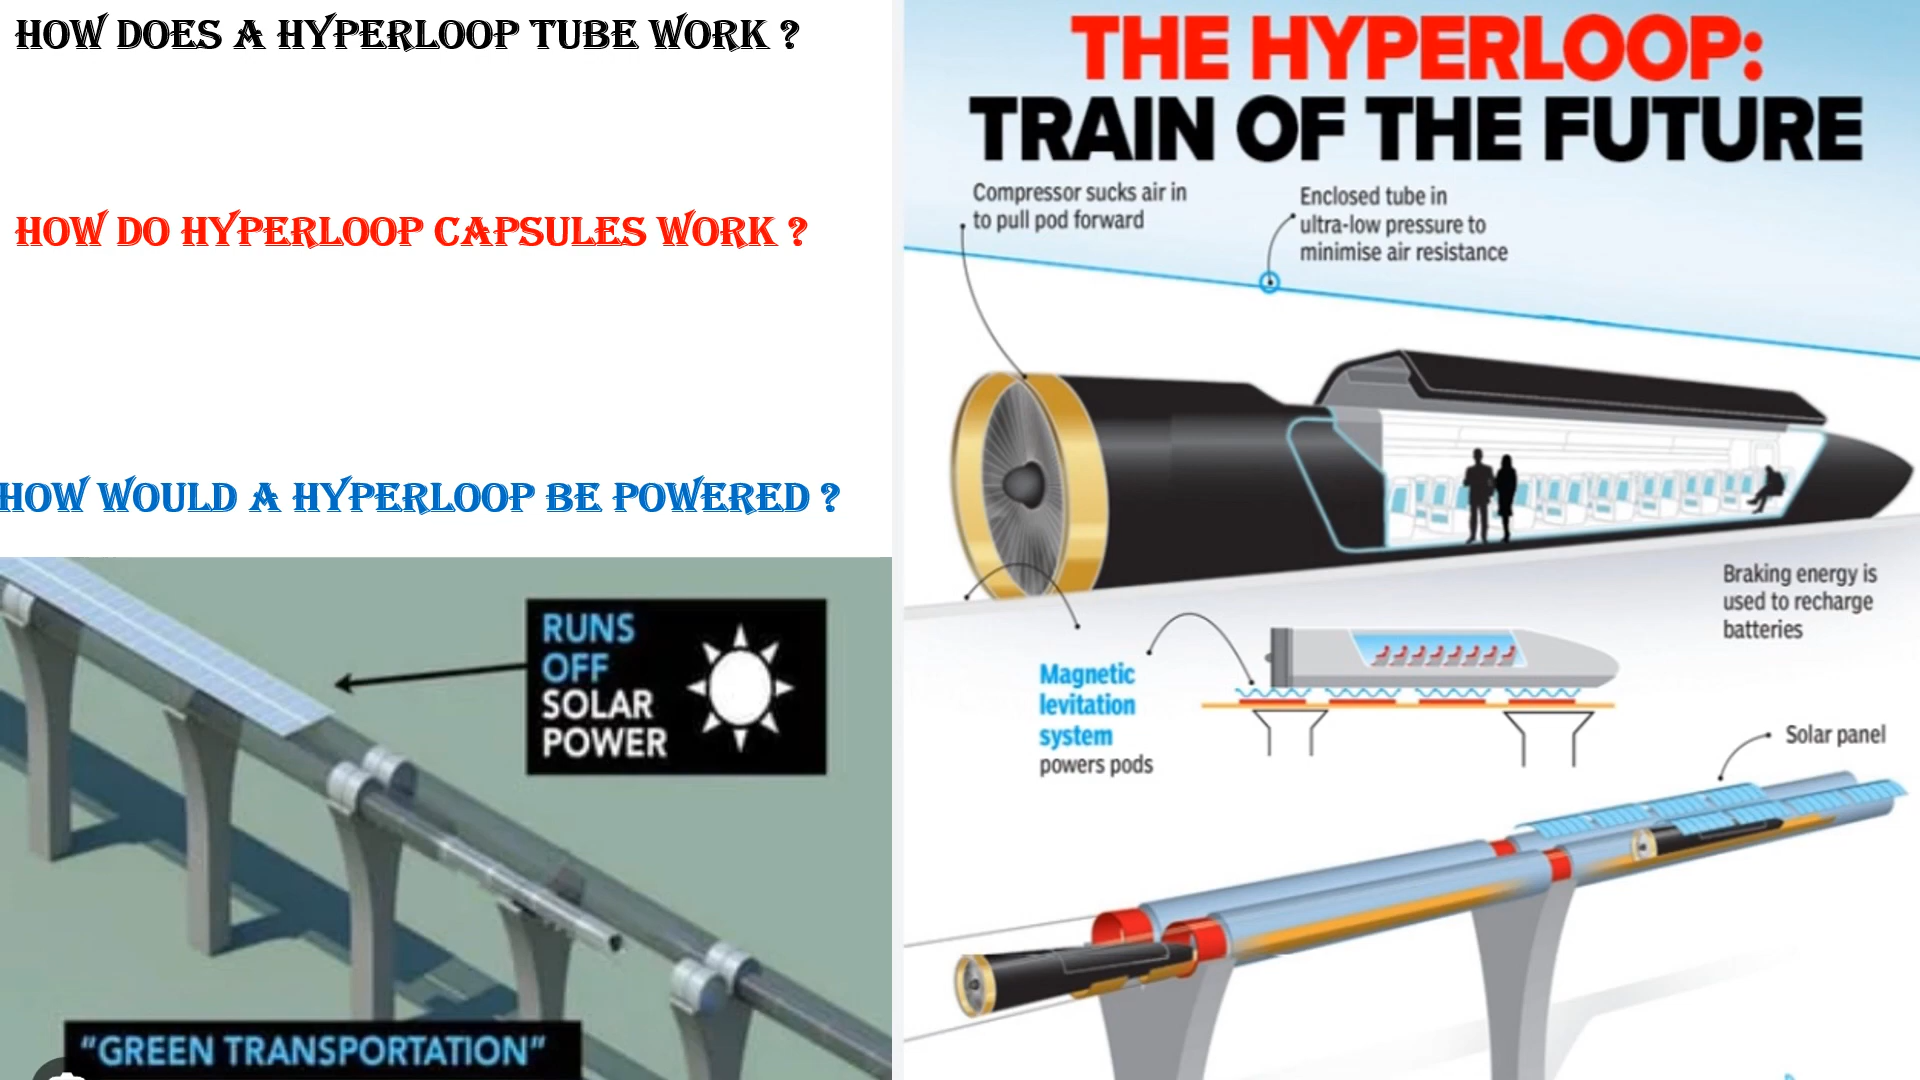 HOW DOES A HYPERLOOP TUBE WORK ?
HOW DO HYPERLOOP CAPSULES WORK ?
HOW WOULD A HYPERLOOP BE POWERED ?
RUNS
OFF
SOLAR
POWER
"GREEN TRANSPORTATION"
THE HYPERLOOP:
TRAIN OF THE FUTURE
Compressor sucks air in
to pull pod forward
Enclosed tube in
ultra-low pressure to
minimise air resistance
Braking energy is
used to recharge
batteries
Magnetic
levitation
system
powers pods
Solar panel